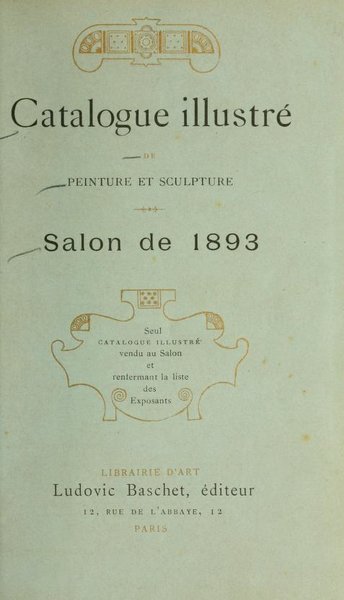 Catalogue illustré
DE
PEINTURE ET SCULPTURE
Salon de 1893
Seul
CATALOGUE ILLUSTRÉ
vendu au Salon
et
renfermant la liste
des
Exposants
LIBRAIRIE D'ART
Ludovic Baschet, éditeur
12, RUE DE L'ABBAYE, 12
PARIS